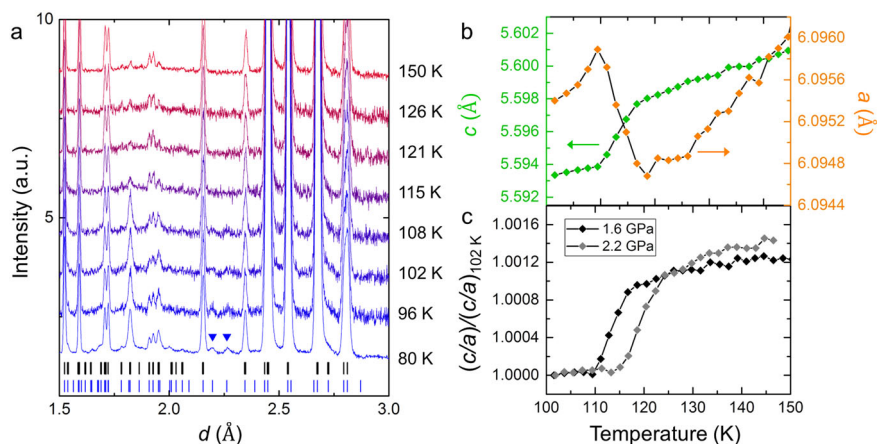 a
10
5
Intensity (a.u.)
150 K
126 K
121 K
115 K
108 K
102 K
96 K
80 K
1.5
2.0
2.5
3.0
d (Å)
b
5.602
5.600
5.598
5.596
5.594
5.592
c (Å)
6.0960
6.0956
6.0952
6.0948
6.0944
a (Å)
c
1.6 GPa
2.2 GPa
1.0016
1.0012
1.0008
1.0004
1.0000
(c/a)/(c/a)102 K
100
110
120
130
140
150
Temperature (K)